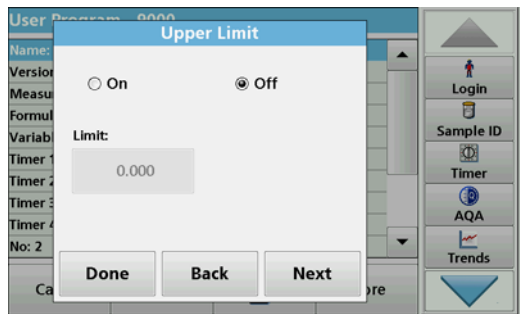 User Program 9000
Upper Limit
Name:
Version
Measu
Formul
Variabl
Timer 1
Timer 2
Timer 3
Timer 4
No: 2
On
Off
Limit:
0.000
Done
Back
Next
Ca
ore
Login
Sample ID
Timer
AQA
Trends